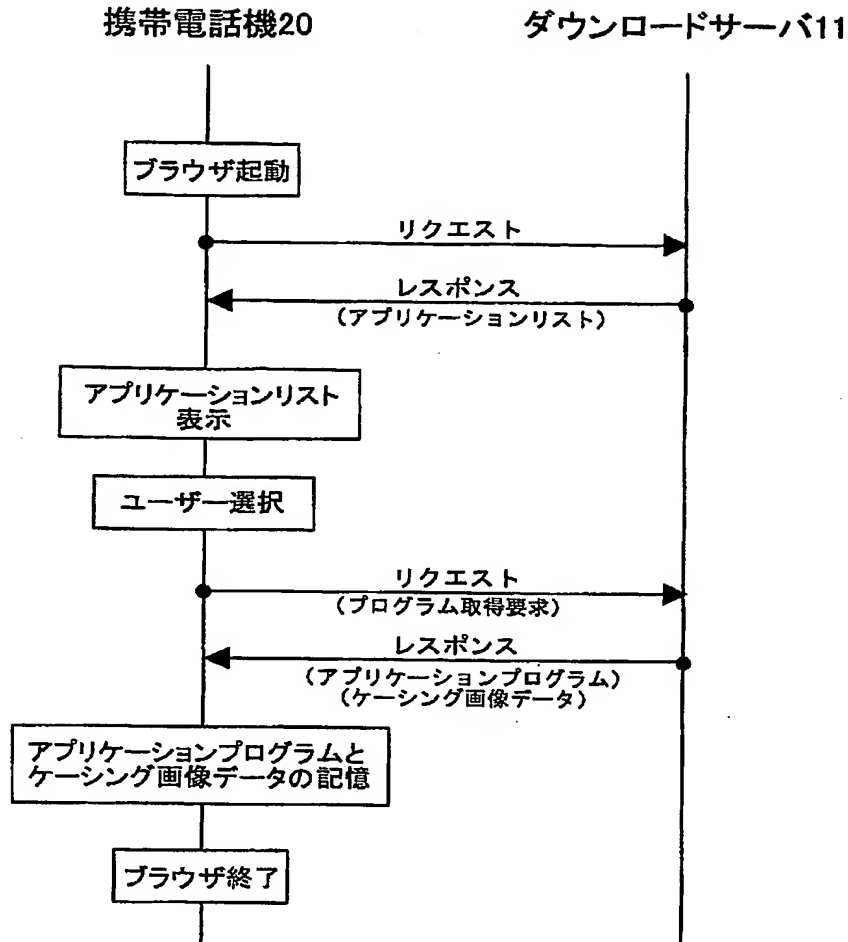 携帯電話機20
ダウンロードサーバ11
ブラウザ起動
リクエスト
レスポンス
(アプリケーションリスト)
アプリケーションリスト
表示
ユーザー選択
リクエスト
(プログラム取得要求)
レスポンス
(アプリケーションプログラム)
(ケーシング画像データ)
アプリケーションプログラムと
ケーシング画像データの記憶
ブラウザ終了